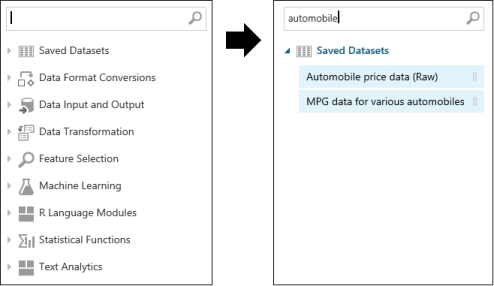 Saved Datasets
Data Format Conversions
Data Input and Output
Data Transformation
Feature Selection
Machine Learning
R Language Modules
Statistical Functions
Text Analytics
automobile
Saved Datasets
Automobile price data (Raw)
MPG data for various automobiles